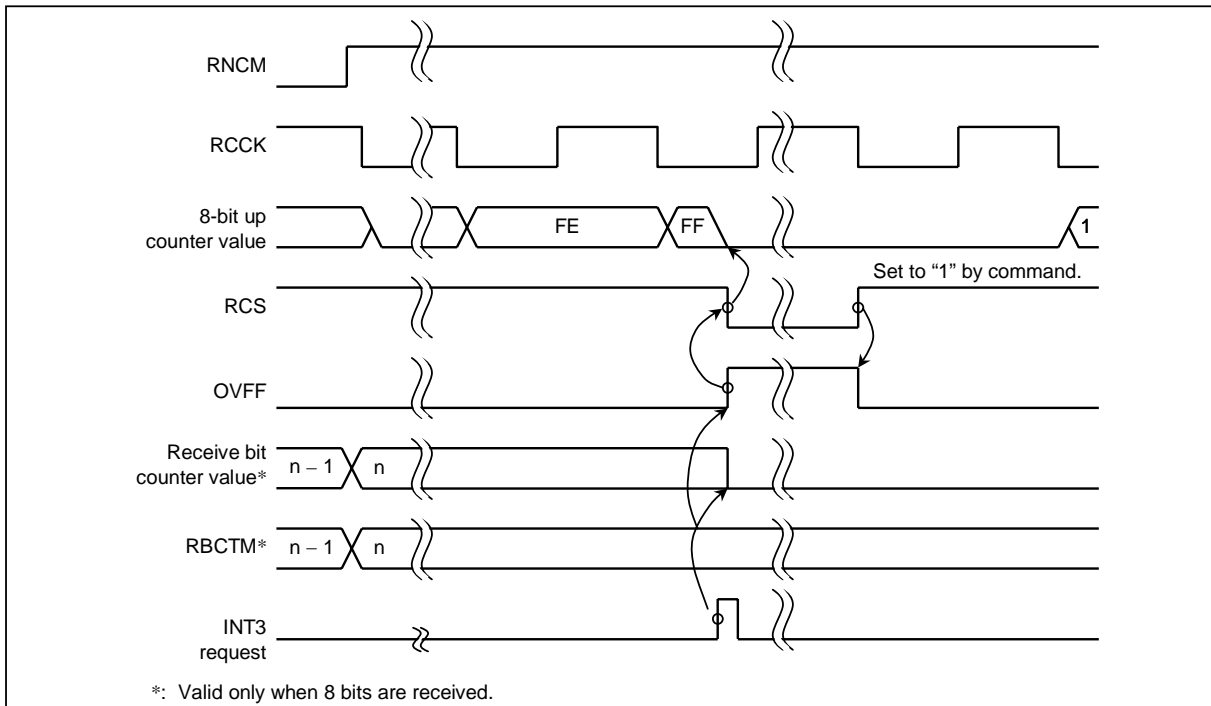 RNCM
RCCK
8-bit up
counter value
FE
FF
1
Set to “1” by command.
RCS
OVFF
Receive bit
counter value*
n – 1
n
RBCTM*
n – 1
n
INT3
request
*: Valid only when 8 bits are received.